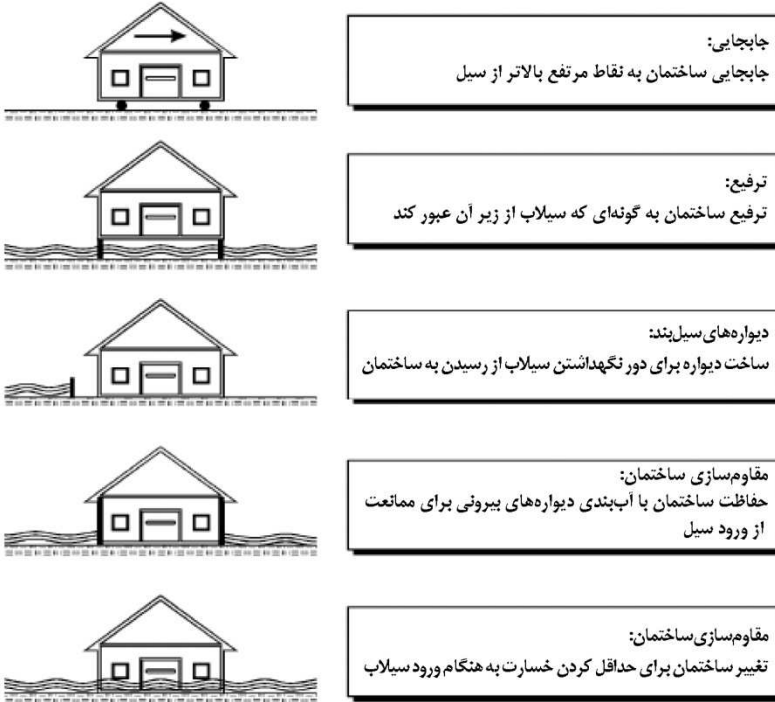 جابجایی:
جابجایی ساختمان به نقاط مرتفع بالاتر از سیل
ترفیع:
ترفیع ساختمان به گونه‌ای که سیلاب از زیر آن عبور کند
دیواره‌های سیل‌بند:
ساخت دیواره برای دور نگهداشتن سیلاب از رسیدن به ساختمان
مقاوم‌سازی ساختمان:
حفاظت ساختمان با آب‌بندی دیواره‌های بیرونی برای ممانعت
از ورود سیل
مقاوم‌سازی ساختمان:
تغییر ساختمان برای حداقل کردن خسارت به هنگام ورود سیلاب